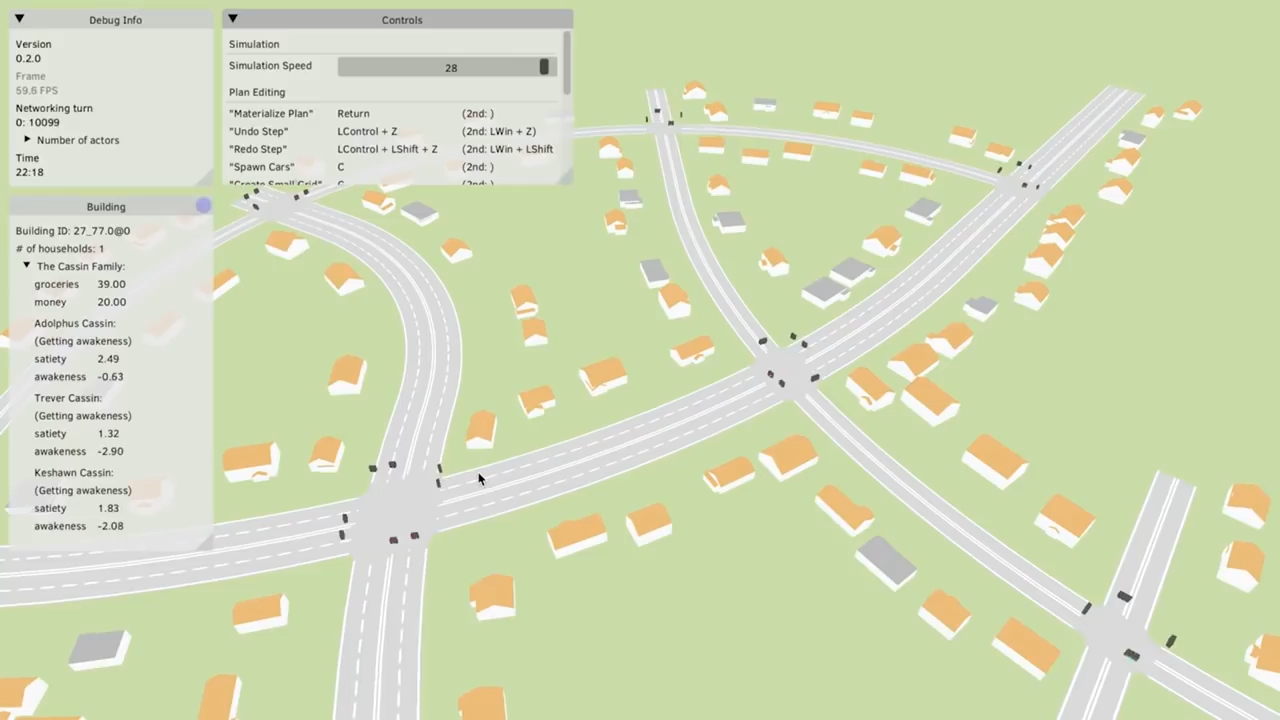 Debug Info
Version
0.2.0
Frame
59.6 FPS
Networking turn
0: 10099
Number of actors
Time
22:18
Controls
Simulation
Simulation Speed 28
Plan Editing
"Materialize Plan" Return (2nd: )
"Undo Step" LControl + Z (2nd: LWin + Z)
"Redo Step" LControl + LShift + Z (2nd: LWin + LShift
"Spawn Cars" C (2nd: )
"Create Small Grid" G (2nd: )
Building
Building ID: 27_77.0@0
# of households: 1
The Cassin Family:
groceries 39.00
money 20.00
Adolphus Cassin:
(Getting awakeness)
satiety 2.49
awakeness -0.63
Trever Cassin:
(Getting awakeness)
satiety 1.32
awakeness -2.90
Keshawn Cassin:
(Getting awakeness)
satiety 1.83
awakeness -2.08